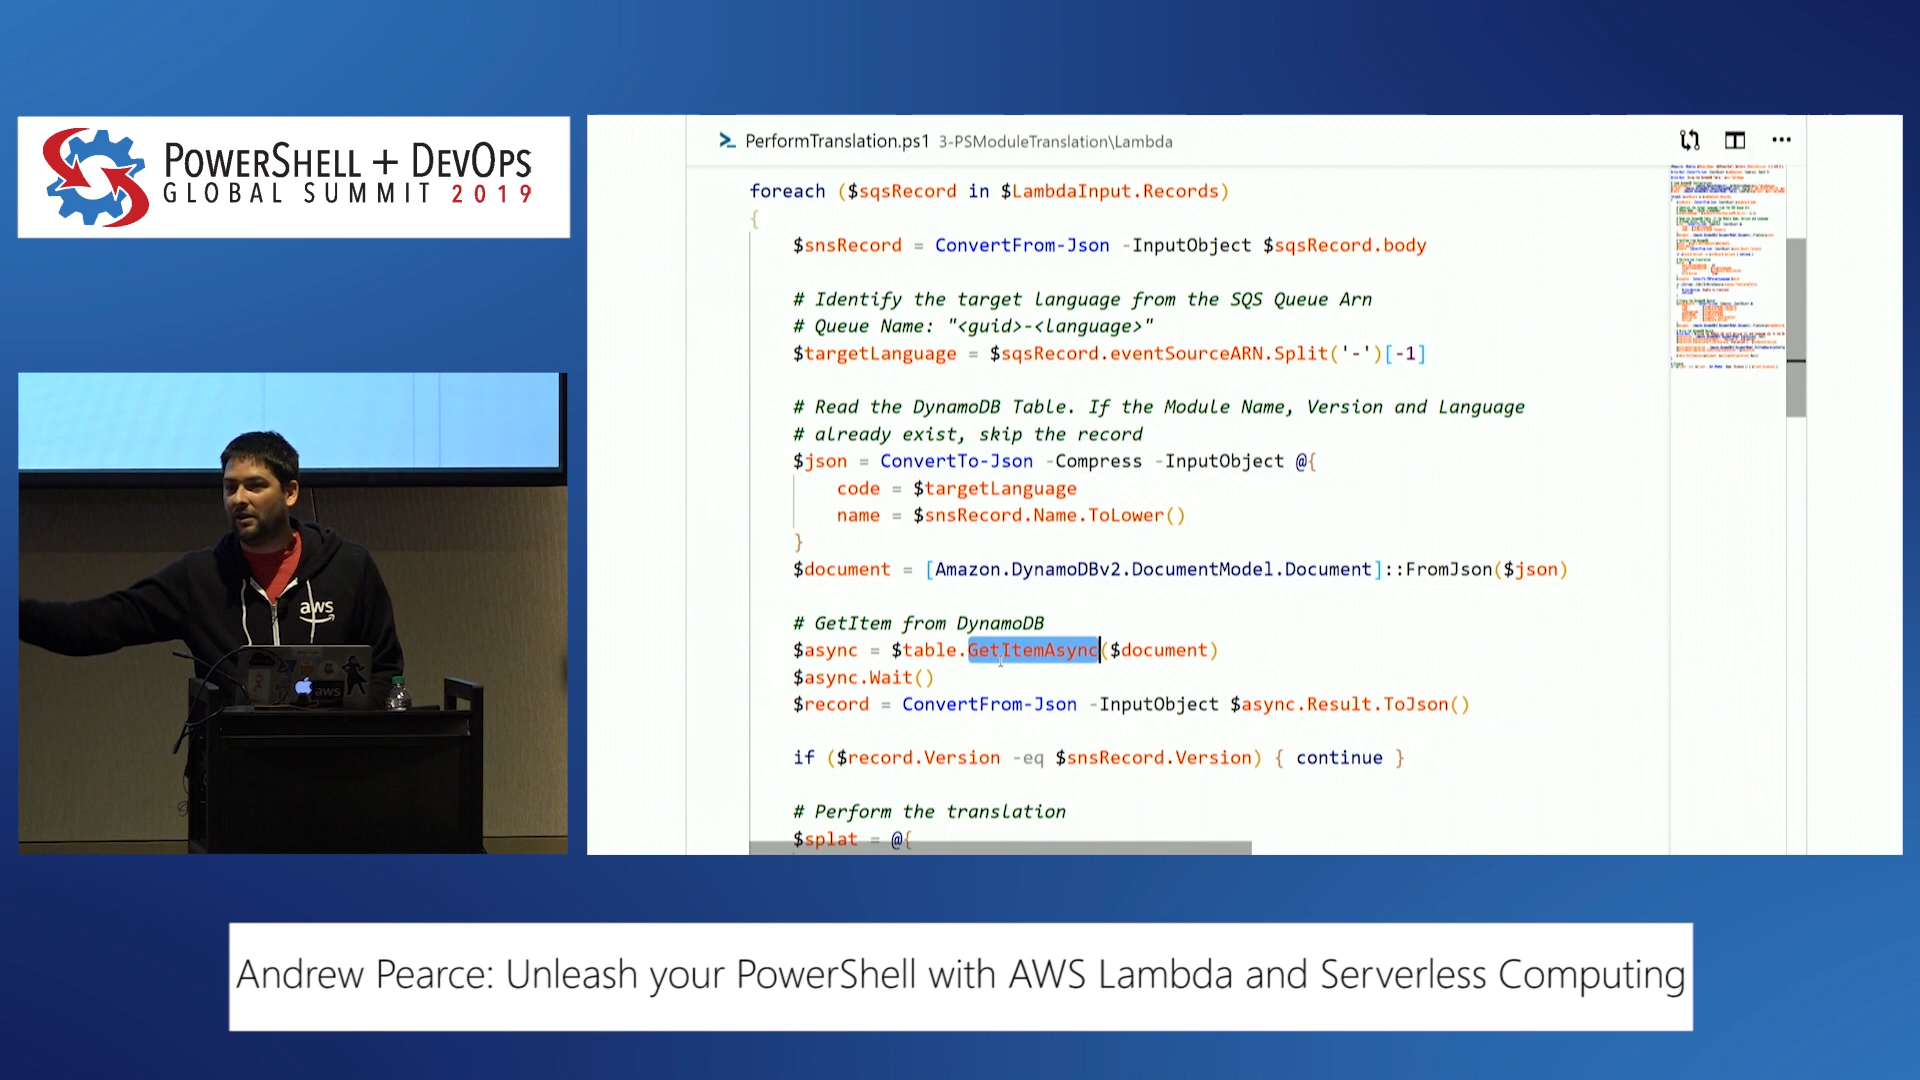 POWERSHELL + DEVOPS
GLOBAL SUMMIT 2019
PerformTranslation.ps1 3-PSModuleTranslation\Lambda
foreach ($sqsRecord in $LambdaInput.Records)
{
$snsRecord = ConvertFrom-Json -InputObject $sqsRecord.body
# Identify the target language from the SQS Queue Arn
# Queue Name: "<guid>-<language>"
$targetLanguage = $sqsRecord.eventSourceARN.Split('-')[-1]
# Read the DynamoDB Table. If the Module Name, Version and Language
# already exist, skip the record
$json = ConvertTo-Json -Compress -InputObject @{
code = $targetLanguage
name = $snsRecord.Name.ToLower()
}
$document = [Amazon.DynamoDBv2.DocumentModel.Document]::FromJson($json)
# GetItem from DynamoDB
$async = $table.GetItemAsync($document)
$async.Wait()
$record = ConvertFrom-Json -InputObject $async.Result.ToJson()
if ($record.Version -eq $snsRecord.Version) { continue }
# Perform the translation
$splat = @{
aws
aws
Andrew Pearce: Unleash your PowerShell with AWS Lambda and Serverless Computing